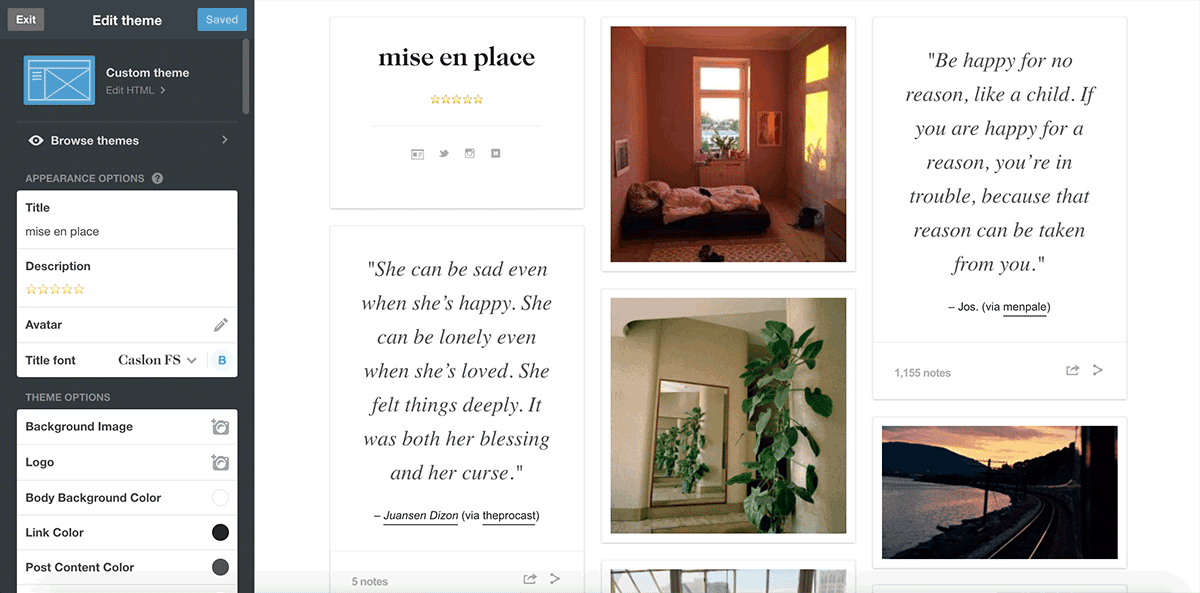 Exit
Edit theme
Saved
Custom theme
Edit HTML >
Browse themes
APPEARANCE OPTIONS ?
Title
mise en place
Description
☆☆☆☆☆
Avatar
Title font Caslon FS B
THEME OPTIONS
Background Image
Logo
Body Background Color
Link Color
Post Content Color
mise en place
☆☆☆☆☆
"She can be sad even
when she’s happy. She
can be lonely even
when she’s loved. She
felt things deeply. It
was both her blessing
and her curse."
– Juansen Dizon (via theprocast)
5 notes
"Be happy for no
reason, like a child. If
you are happy for a
reason, you’re in
trouble, because that
reason can be taken
from you."
– Jos. (via menpale)
1,155 notes